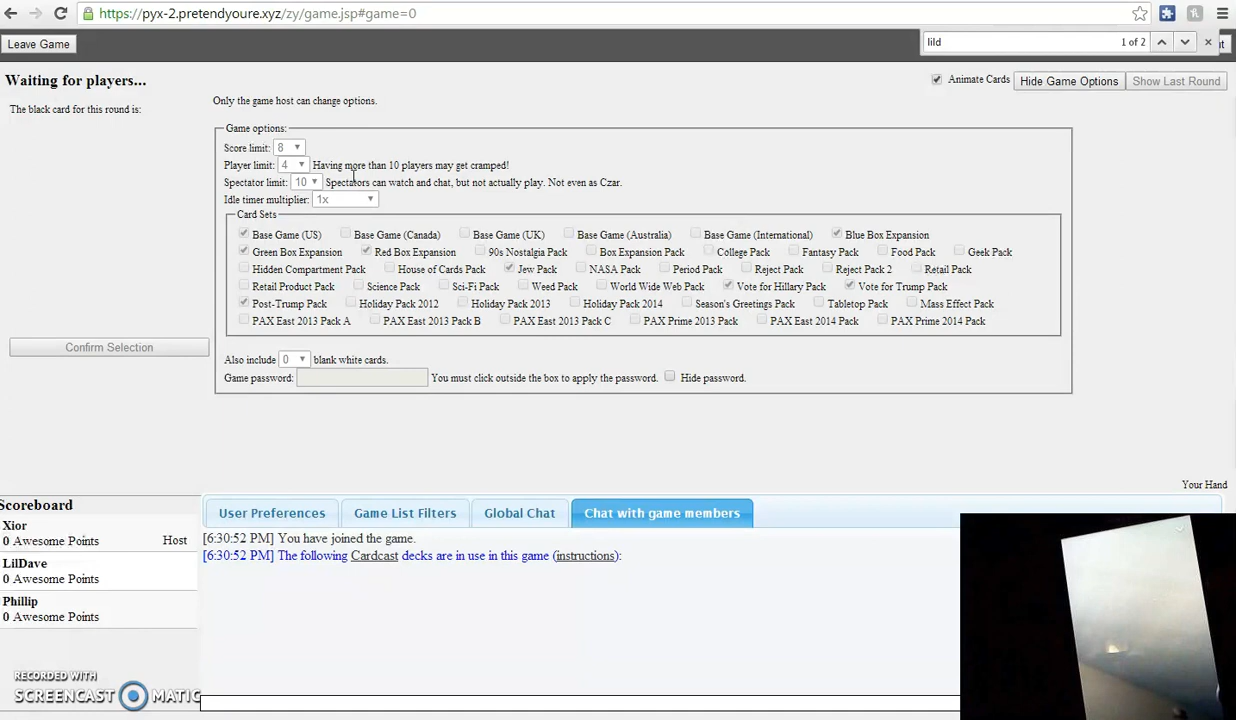 https://pyx-2.pretendyoure.xyz/zy/game.jsp#game=0
Leave Game
lild 1 of 2
Waiting for players...
Animate Cards Hide Game Options Show Last Round
The black card for this round is:
Only the game host can change options.
Game options:
Score limit: 8
Player limit: 4 Having more than 10 players may get cramped!
Spectator limit: 10 Spectators can watch and chat, but not actually play. Not even as Czar.
Idle timer multiplier: 1x
Card Sets
Base Game (US) Base Game (Canada) Base Game (UK) Base Game (Australia) Base Game (International) Blue Box Expansion
Green Box Expansion Red Box Expansion 90s Nostalgia Pack Box Expansion Pack College Pack Fantasy Pack Food Pack Geek Pack
Hidden Compartment Pack House of Cards Pack Jew Pack NASA Pack Period Pack Reject Pack Reject Pack 2 Retail Pack
Retail Product Pack Science Pack Sci-Fi Pack Weed Pack World Wide Web Pack Vote for Hillary Pack Vote for Trump Pack
Post-Trump Pack Holiday Pack 2012 Holiday Pack 2013 Holiday Pack 2014 Season's Greetings Pack Tabletop Pack Mass Effect Pack
PAX East 2013 Pack A PAX East 2013 Pack B PAX East 2013 Pack C PAX Prime 2013 Pack PAX East 2014 Pack PAX Prime 2014 Pack
Confirm Selection
Also include 0 blank white cards.
Game password: You must click outside the box to apply the password. Hide password.
Your Hand
Scoreboard
User Preferences Game List Filters Global Chat Chat with game members
Xior
0 Awesome Points Host
LilDave
0 Awesome Points
Phillip
0 Awesome Points
[6:30:52 PM] You have joined the game.
[6:30:52 PM] The following Cardcast decks are in use in this game (instructions):
RECORDED WITH
SCREENCAST MATIC